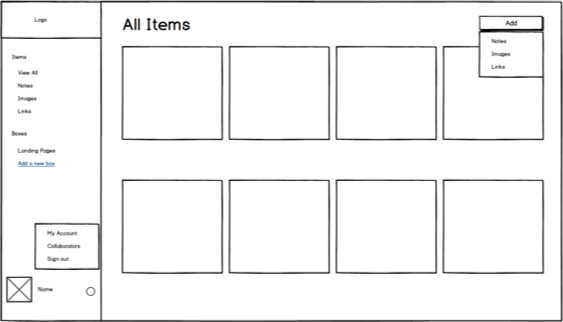 Logo
Items
View All
Notes
Images
Links
Boxes
Landing Pages
Add a new box
My Account
Collaborators
Sign out
Name
All Items
Add
Notes
Images
Links